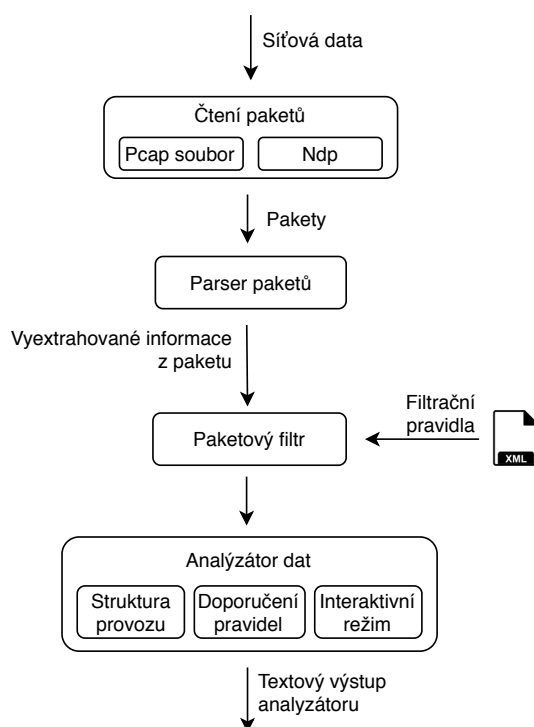 Síťová data
Čtení paketů
Pcap soubor
Ndp
Pakety
Parser paketů
Vyextrahované informace
z paketu
Filtrační
pravidla
XML
Paketový filtr
Analýzátor dat
Struktura
provozu
Doporučení
pravidel
Interaktivní
režim
Textový výstup
analyzátoru